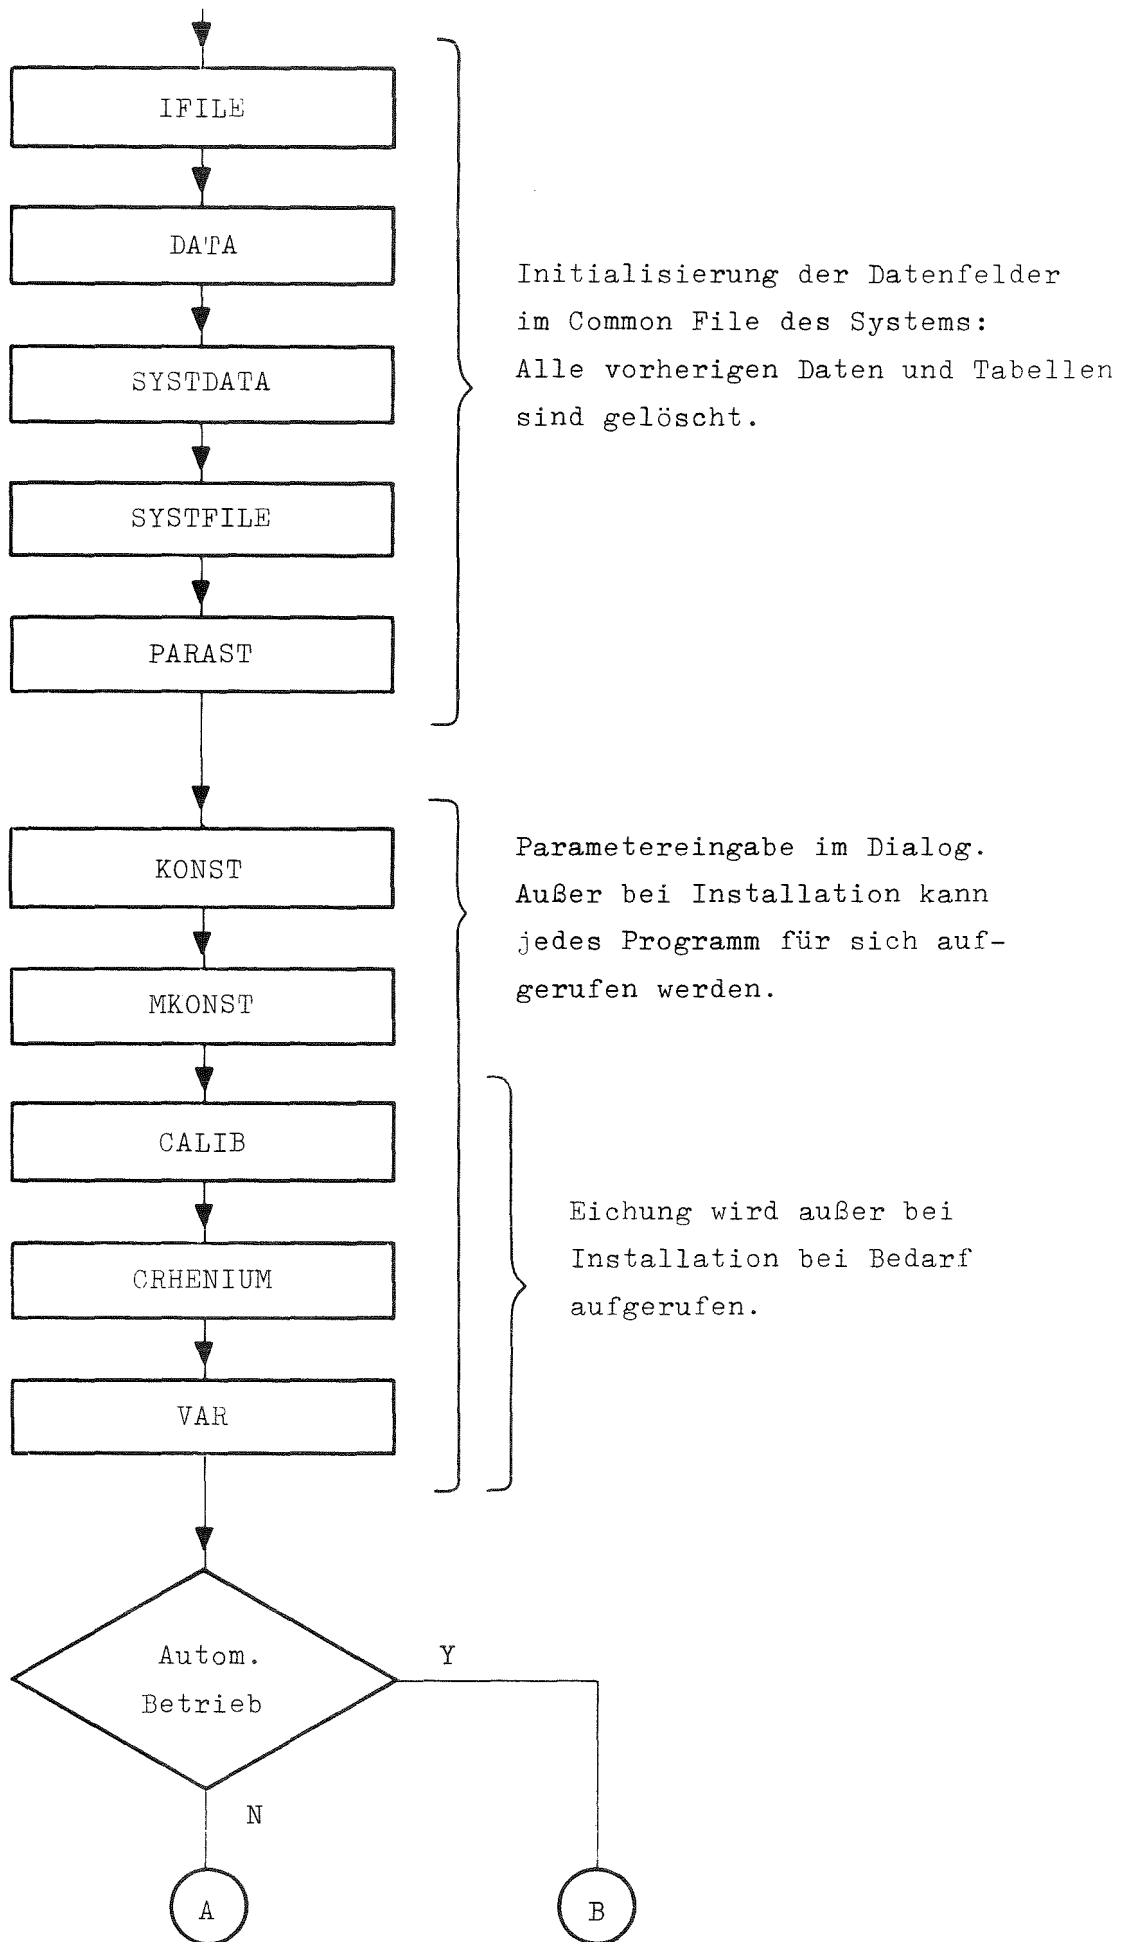 IFILE
DATA
SYSTDATA
SYSTFILE
PARAST
Initialisierung der Datenfelder
im Common File des Systems:
Alle vorherigen Daten und Tabellen
sind gelöscht.
KONST
MKONST
CALIB
CRHENIUM
VAR
Parametereingabe im Dialog.
Außer bei Installation kann
jedes Programm für sich auf-
gerufen werden.
Eichung wird außer bei
Installation bei Bedarf
aufgerufen.
Autom.
Betrieb
Y
N
A
B